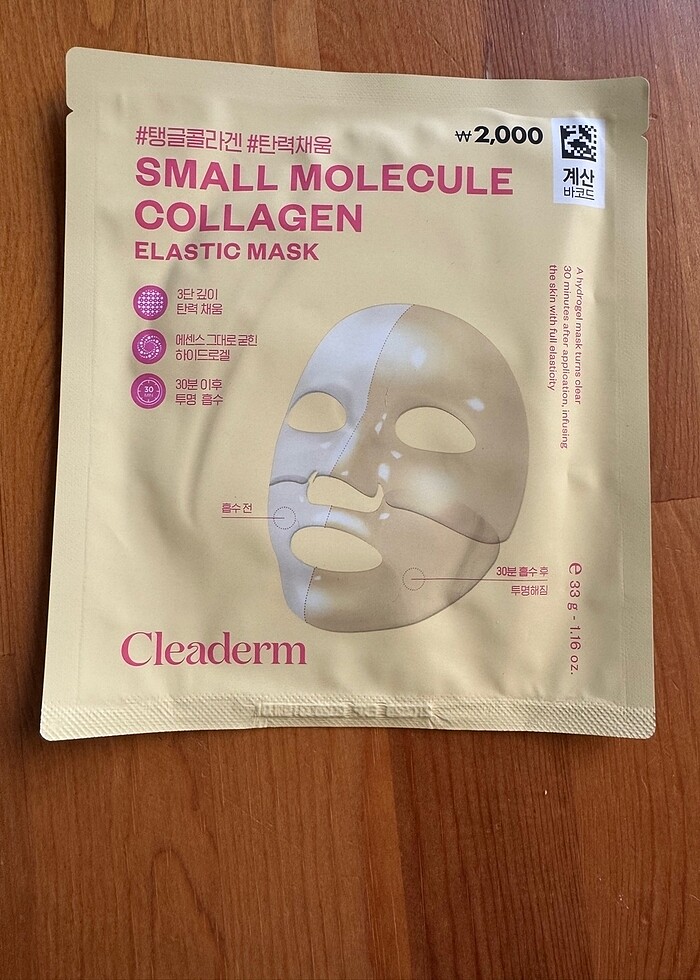 #탱글콜라겐 #탄력채움
₩2,000
계산
바코드
SMALL MOLECULE
COLLAGEN
ELASTIC MASK
3단 깊이
탄력 채움
에센스 그대로 굳힌
하이드로겔
30
MIN
30분 이후
투명 흡수
A hydrogel mask turns clear
30 minutes after application, infusing
the skin with full elasticity
흡수 전
30분 흡수 후
투명해짐
e 33 g - 1.16 oz.
Cleaderm